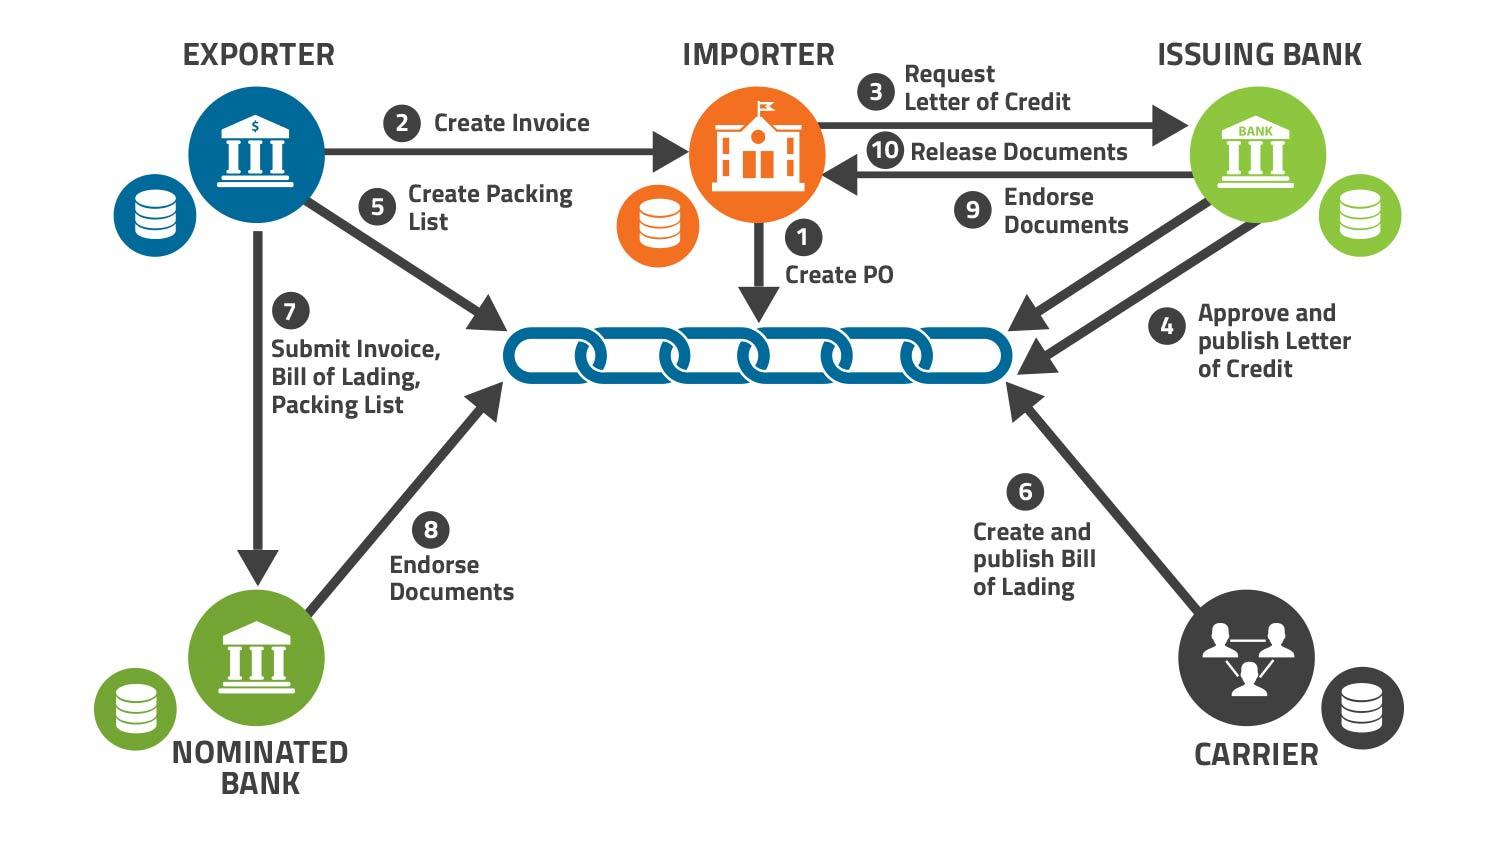 EXPORTER
IMPORTER
ISSUING BANK
$
BANK
2 Create Invoice
3 Request
Letter of Credit
10 Release Documents
5 Create Packing
List
9 Endorse
Documents
1
Create PO
7
Submit Invoice,
Bill of Lading,
Packing List
4 Approve and
publish Letter
of Credit
8
Endorse
Documents
6
Create and
publish Bill
of Lading
NOMINATED
BANK
CARRIER